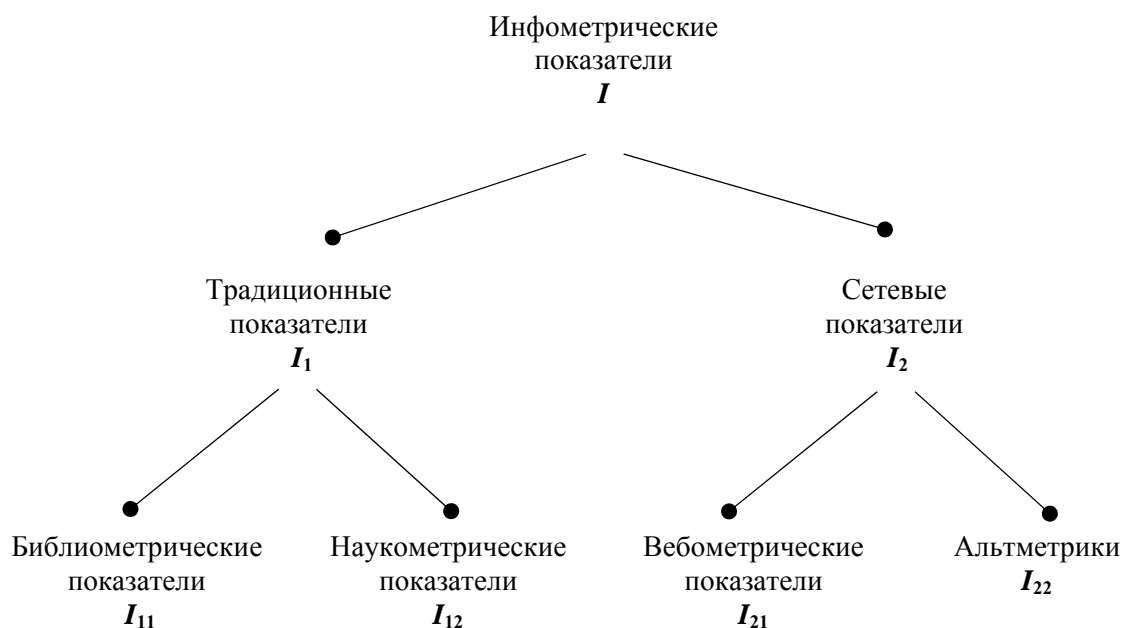 Инфометрические
показатели
I
Традиционные
показатели
I₁
Сетевые
показатели
I₂
Библиометрические
показатели
I₁₁
Наукометрические
показатели
I₁₂
Вебометрические
показатели
I₂₁
Альтметрики
I₂₂